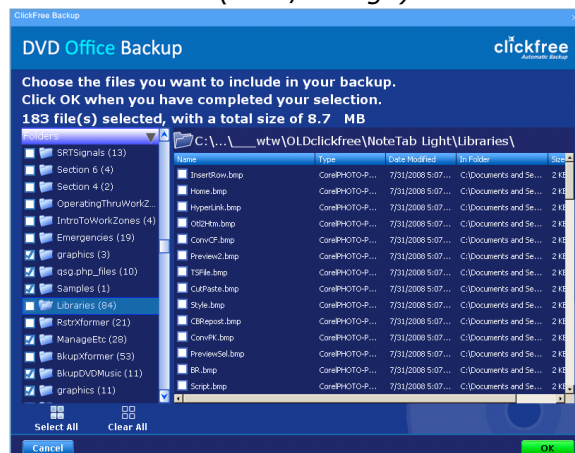 ClickFree Backup
DVD Office Backup
clickfree
Automatic Backup
Choose the files you want to include in your backup.
Click OK when you have completed your selection.
183 file(s) selected, with a total size of 8.7 MB
Folders
C:\...\___wtw\OLDclickfree\NoteTab Light\Libraries\
SRTSignals (13)
Section 6 (4)
Section 4 (2)
OperatingThruWorkZ...
IntroToWorkZones (4)
Emergencies (19)
graphics (3)
qsg.php_files (10)
Samples (1)
Libraries (84)
RstrXformer (21)
ManageEtc (28)
BkupXformer (53)
BkupDVDMusic (11)
graphics (11)
Name Type Date Modified In Folder Size
InsertRow.bmp CorelPHOTO-P... 7/31/2008 5:07... C:\Documents and Se... 2 KB
Home.bmp CorelPHOTO-P... 7/31/2008 5:07... C:\Documents and Se... 2 KB
HyperLink.bmp CorelPHOTO-P... 7/31/2008 5:07... C:\Documents and Se... 2 KB
Otl2Htm.bmp CorelPHOTO-P... 7/31/2008 5:07... C:\Documents and Se... 2 KB
ConvCF.bmp CorelPHOTO-P... 7/31/2008 5:07... C:\Documents and Se... 2 KB
Preview2.bmp CorelPHOTO-P... 7/31/2008 5:07... C:\Documents and Se... 2 KB
TSFile.bmp CorelPHOTO-P... 7/31/2008 5:07... C:\Documents and Se... 2 KB
CutPaste.bmp CorelPHOTO-P... 7/31/2008 5:07... C:\Documents and Se... 2 KB
Style.bmp CorelPHOTO-P... 7/31/2008 5:07... C:\Documents and Se... 2 KB
CBRepost.bmp CorelPHOTO-P... 7/31/2008 5:07... C:\Documents and Se... 2 KB
ConvPK.bmp CorelPHOTO-P... 7/31/2008 5:07... C:\Documents and Se... 2 KB
PreviewSel.bmp CorelPHOTO-P... 7/31/2008 5:07... C:\Documents and Se... 2 KB
BR.bmp CorelPHOTO-P... 7/31/2008 5:07... C:\Documents and Se... 2 KB
Script.bmp CorelPHOTO-P... 7/31/2008 5:07... C:\Documents and Se... 2 KB
Select All Clear All
Cancel OK